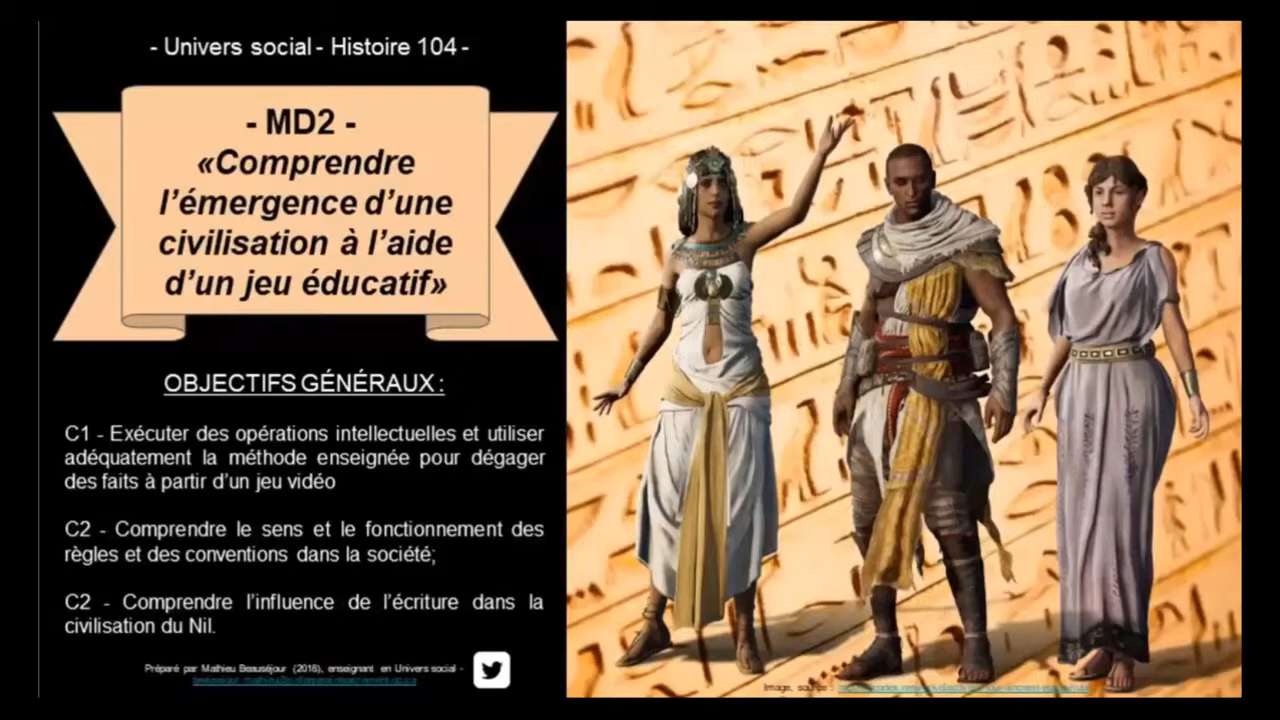 - Univers social - Histoire 104 -
- MD2 -
«Comprendre
l’émergence d’une
civilisation à l’aide
d’un jeu éducatif»
OBJECTIFS GÉNÉRAUX :
C1 - Exécuter des opérations intellectuelles et utiliser
adéquatement la méthode enseignée pour dégager
des faits à partir d’un jeu vidéo
C2 - Comprendre le sens et le fonctionnement des
règles et des conventions dans la société;
C2 - Comprendre l’influence de l’écriture dans la
civilisation du Nil.
Préparé par Mathieu Beauséjour (2018), enseignant en Univers social -
Image, source :